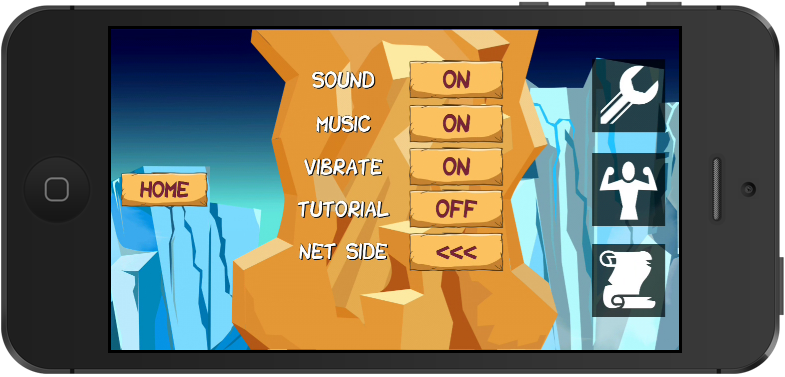 SOUND ON
MUSIC ON
VIBRATE ON
HOME
TUTORIAL OFF
NET SIDE <<<